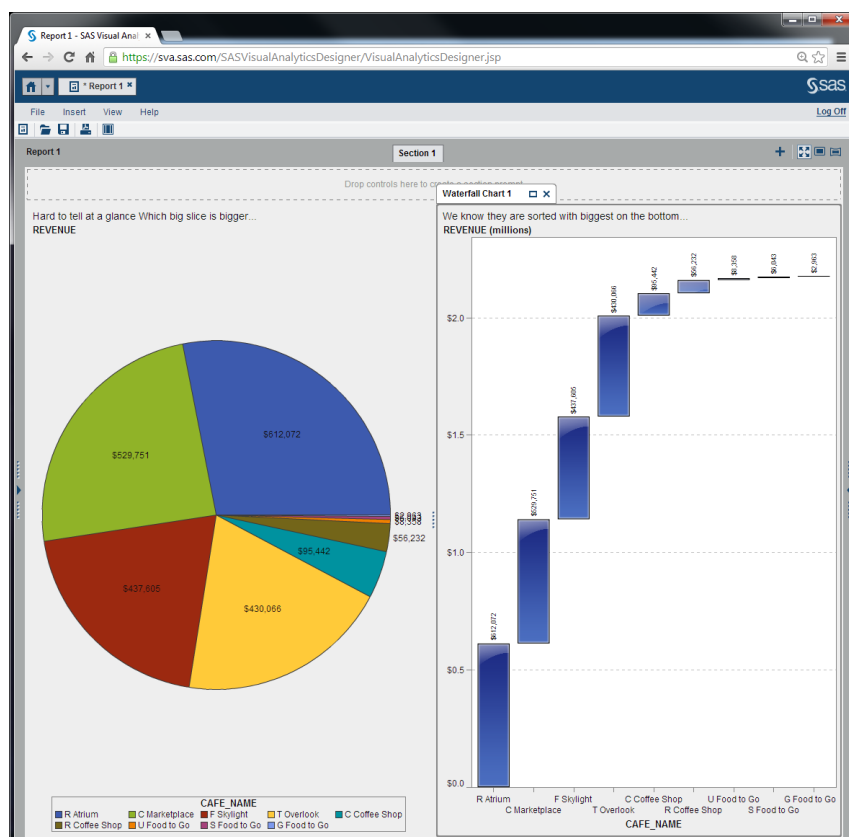 Report 1 - SAS Visual Anal
https://sva.sas.com/SASVisualAnalyticsDesigner/VisualAnalyticsDesigner.jsp
* Report 1
sas
File Insert View Help Log Off
Report 1
Section 1
Drop controls here to
Waterfall Chart 1
Hard to tell at a glance Which big slice is bigger...
REVENUE
$612,072
$529,751
$437,605
$430,066
$95,442
$56,232
$8,358
$2,963
CAFE_NAME
R Atrium C Marketplace F Skylight T Overlook C Coffee Shop
R Coffee Shop U Food to Go S Food to Go G Food to Go
We know they are sorted with biggest on the bottom...
REVENUE (millions)
$2.0
$1.5
$1.0
$0.5
$0.0
$612,072
$529,751
$437,605
$430,066
$95,442
$56,232
$8,358
$6,043
$2,963
R Atrium F Skylight C Coffee Shop U Food to Go G Food to Go
C Marketplace T Overlook R Coffee Shop S Food to Go
CAFE_NAME